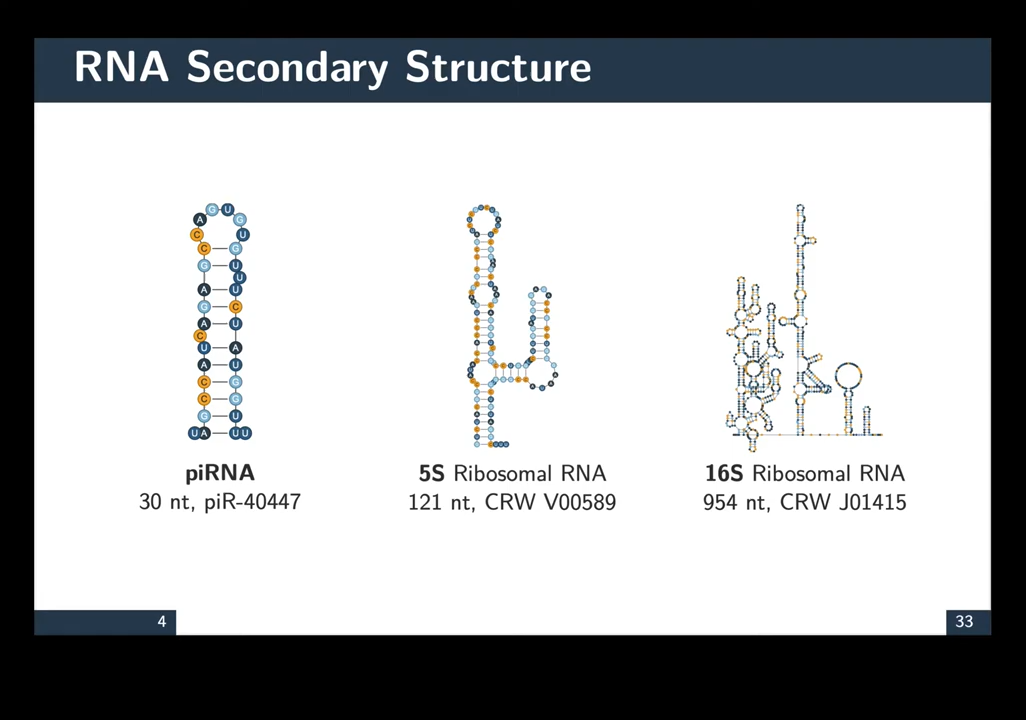 RNA Secondary Structure
G U
A G
C U
C G
G U
U
A U
G C
A U
C
U A
A U
C G
C G
G U
U A U U
piRNA
30 nt, piR-40447
5S Ribosomal RNA
121 nt, CRW V00589
16S Ribosomal RNA
954 nt, CRW J01415
4
33